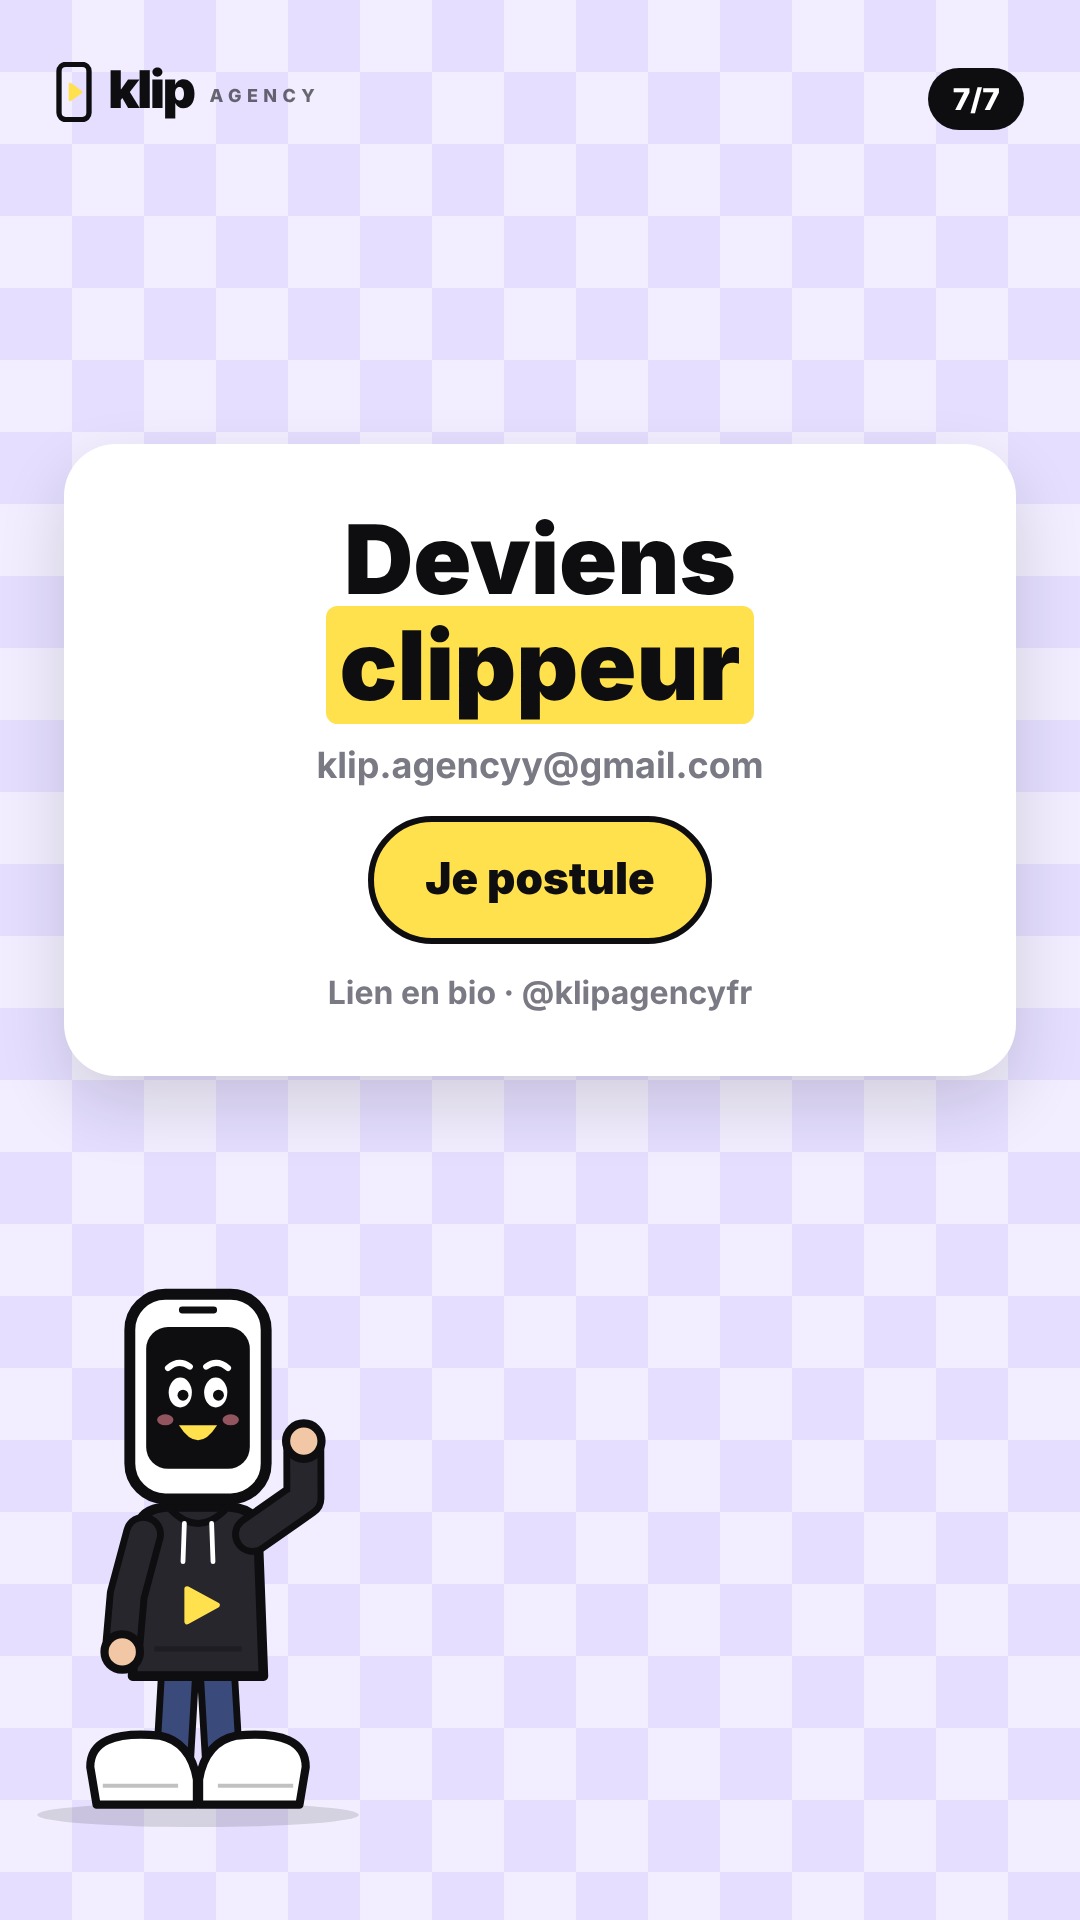 klip AGENCY
7/7
Deviens
clippeur
klip.agencyy@gmail.com
Je postule
Lien en bio · @klipagencyfr